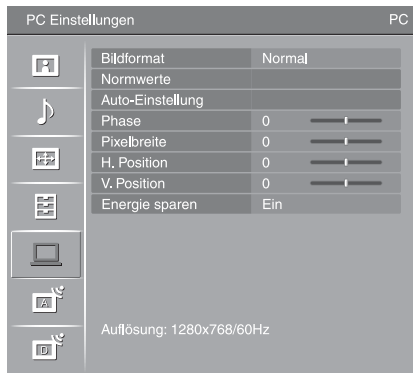 PC Einstellungen PC
Bildformat Normal
Normwerte
Auto-Einstellung
Phase 0
Pixelbreite 0
H. Position 0
V. Position 0
Energie sparen Ein
A
D
Auflösung: 1280x768/60Hz